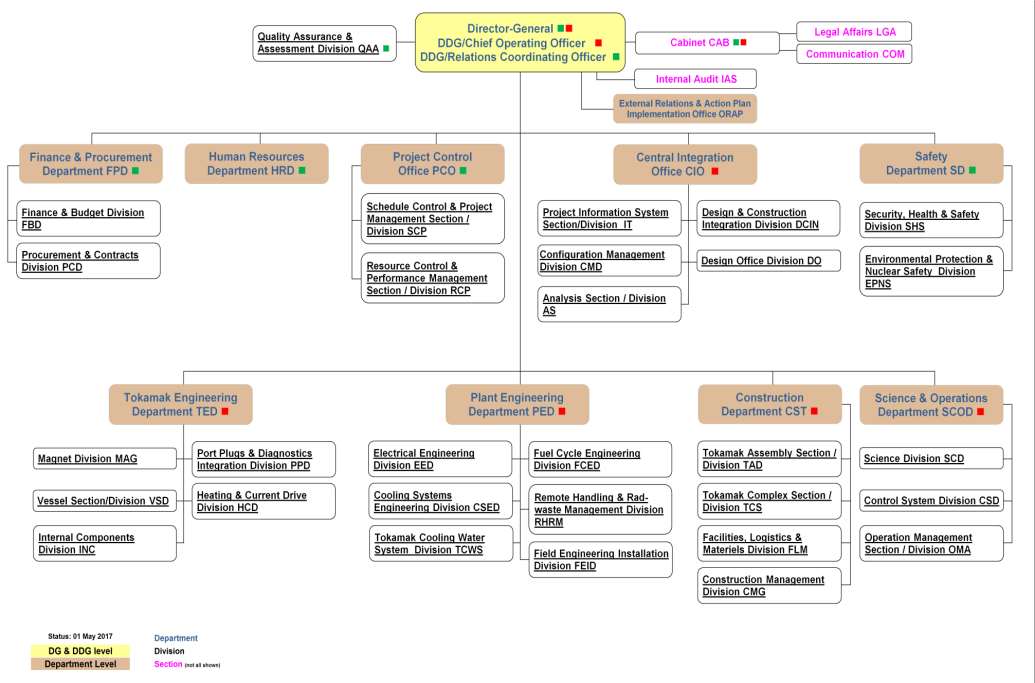 Quality Assurance &
Assessment Division QAA
Director-General
DDG/Chief Operating Officer
DDG/Relations Coordinating Officer
Cabinet CAB
Legal Affairs LGA
Communication COM
Internal Audit IAS
External Relations & Action Plan
Implementation Office ORAP
Finance & Procurement
Department FPD
Human Resources
Department HRD
Project Control
Office PCO
Central Integration
Office CIO
Safety
Department SD
Finance & Budget Division
FBD
Procurement & Contracts
Division PCD
Schedule Control & Project
Management Section /
Division SCP
Resource Control &
Performance Management
Section / Division RCP
Project Information System
Section/Division IT
Configuration Management
Division CMD
Analysis Section / Division
AS
Design & Construction
Integration Division DCIN
Design Office Division DO
Security, Health & Safety
Division SHS
Environmental Protection &
Nuclear Safety Division
EPNS
Tokamak Engineering
Department TED
Plant Engineering
Department PED
Construction
Department CST
Science & Operations
Department SCOD
Magnet Division MAG
Vessel Section/Division VSD
Internal Components
Division INC
Port Plugs & Diagnostics
Integration Division PPD
Heating & Current Drive
Division HCD
Electrical Engineering
Division EED
Cooling Systems
Engineering Division CSED
Tokamak Cooling Water
System Division TCWS
Fuel Cycle Engineering
Division FCED
Remote Handling & Rad-
waste Management Division
RHRM
Field Engineering Installation
Division FEID
Tokamak Assembly Section /
Division TAD
Tokamak Complex Section /
Division TCS
Facilities, Logistics &
Materiels Division FLM
Construction Management
Division CMG
Science Division SCD
Control System Division CSD
Operation Management
Section / Division OMA
Status: 01 May 2017
DG & DDG level
Department Level
Department
Division
Section (not all shown)